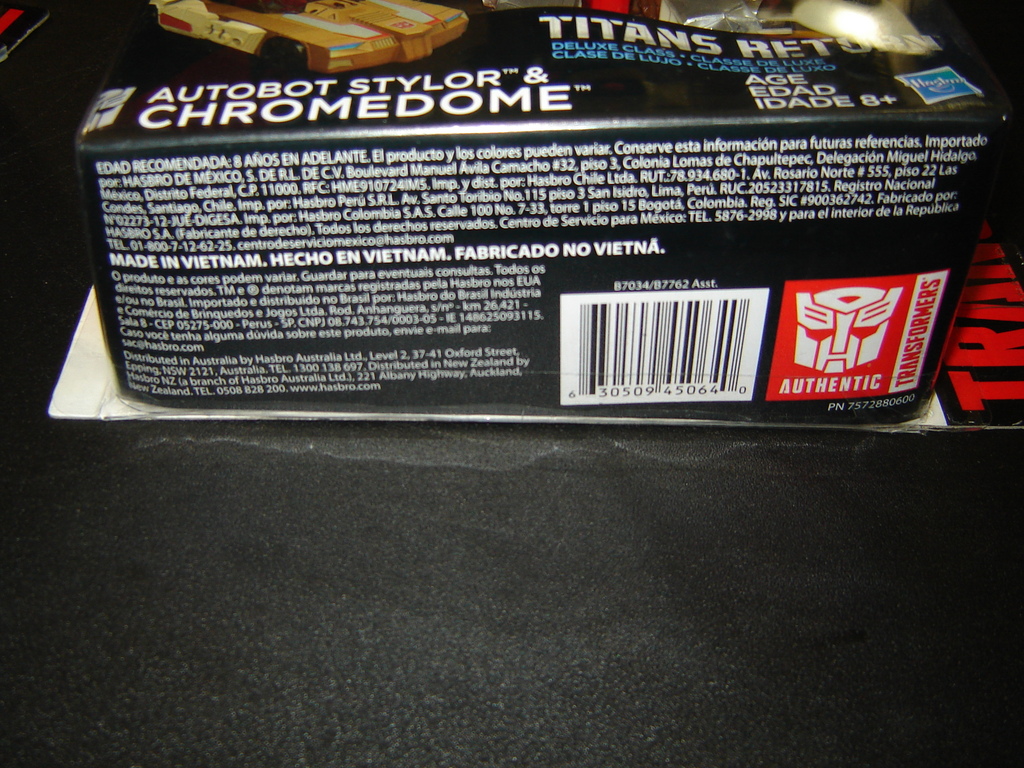 TITANS RETURN
DELUXE CLASS • CLASSE DE LUXE
CLASE DE LUJO • CLASSE DE LUXO
AUTOBOT STYLOR™ &
CHROMEDOME™
AGE
EDAD
IDADE 8+
Hasbro
EDAD RECOMENDADA: 8 AÑOS EN ADELANTE. El producto y los colores pueden variar. Conserve esta información para futuras referencias. Importado
por: HASBRO DE MÉXICO, S. DE R.L. DE C.V. Boulevard Manuel Ávila Camacho #32, piso 3, Colonia Lomas de Chapultepec, Delegación Miguel Hidalgo,
México, Distrito Federal, C.P. 11000. RFC: HME910724IM5. Imp. y dist. por: Hasbro Chile Ltda. RUT:78.934.680-1. Av. Rosario Norte # 555, piso 22 Las
Condes, Santiago, Chile. Imp. por: Hasbro Perú S.R.L. Av. Santo Toribio No.115 piso 3 San Isidro, Lima, Perú. RUC.20523317815. Registro Nacional
Nº02273-12-JUE-DIGESA. Imp. por: Hasbro Colombia S.A.S. Calle 100 No. 7-33, torre 1 piso 15 Bogotá, Colombia. Reg. SIC #900362742. Fabricado por:
HASBRO S.A. (Fabricante de derecho). Todos los derechos reservados. Centro de Servicio para México: TEL. 5876-2998 y para el interior de la República
TEL. 01-800-7-12-62-25. centrodeserviciomexico@hasbro.com
MADE IN VIETNAM. HECHO EN VIETNAM. FABRICADO NO VIETNÃ.
O produto e as cores podem variar. Guardar para eventuais consultas. Todos os
direitos reservados. TM e ® denotam marcas registradas pela Hasbro nos EUA
e/ou no Brasil. Importado e distribuído no Brasil por: Hasbro do Brasil Indústria
e Comércio de Brinquedos e Jogos Ltda. Rod. Anhanguera, s/nº - km 26,421 -
Sala B - CEP 05275-000 - Perus - SP. CNPJ 08.743.754/0003-05 - IE 148625093115.
Caso você tenha alguma dúvida sobre este produto, envie e-mail para:
sac@hasbro.com
Distributed in Australia by Hasbro Australia Ltd., Level 2, 37-41 Oxford Street,
Epping, NSW 2121, Australia. TEL. 1300 138 697. Distributed in New Zealand by
Hasbro NZ (a branch of Hasbro Australia Ltd.), 221 Albany Highway, Auckland,
New Zealand. TEL. 0508 828 200. www.hasbro.com
B7034/B7762 Asst.
6 30509 45064 0
AUTHENTIC
TRANSFORMERS
PN 7572880600
TRAN